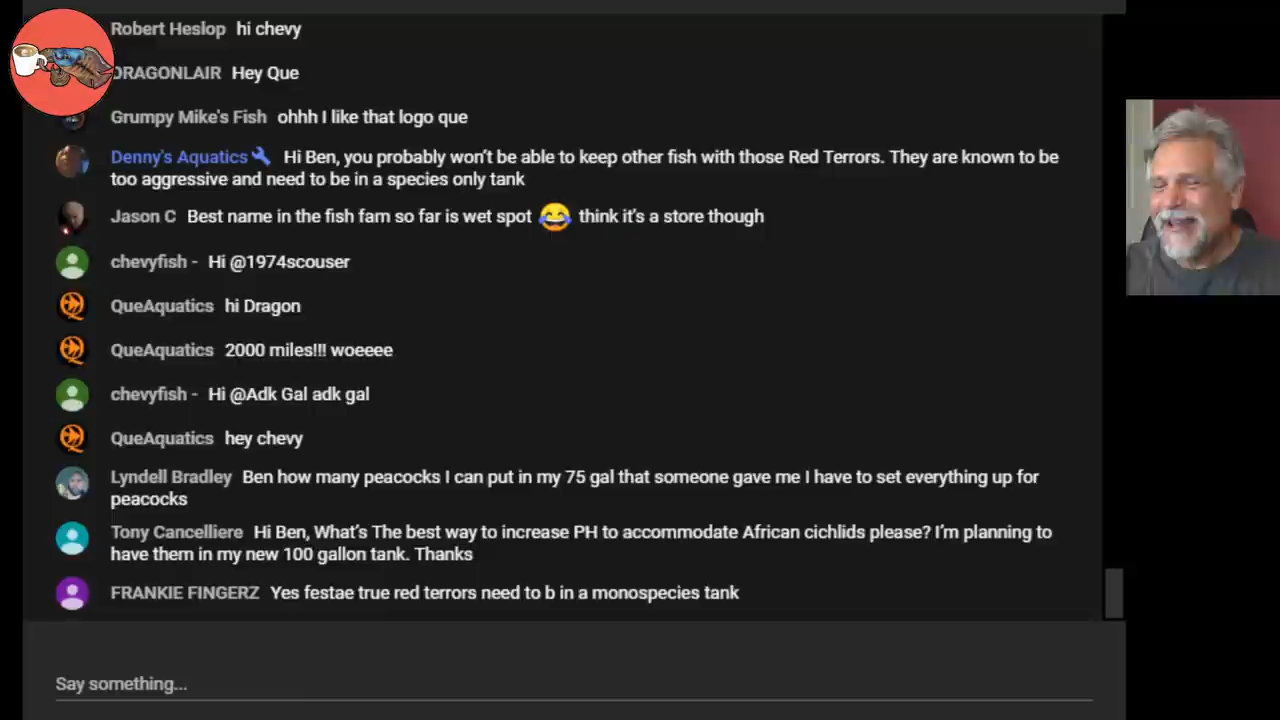 Robert Heslop hi chevy
DRAGONLAIR Hey Que
Grumpy Mike's Fish ohhh I like that logo que
Denny's Aquatics Hi Ben, you probably won't be able to keep other fish with those Red Terrors. They are known to be
too aggressive and need to be in a species only tank
Jason C Best name in the fish fam so far is wet spot 😂 think it's a store though
chevyfish - Hi @1974scouser
QueAquatics hi Dragon
QueAquatics 2000 miles!!! woeeee
chevyfish - Hi @Adk Gal adk gal
QueAquatics hey chevy
Lyndell Bradley Ben how many peacocks I can put in my 75 gal that someone gave me I have to set everything up for
peacocks
Tony Cancelliere Hi Ben, What's The best way to increase PH to accommodate African cichlids please? I'm planning to
have them in my new 100 gallon tank. Thanks
FRANKIE FINGERZ Yes festae true red terrors need to b in a monospecies tank
Say something...